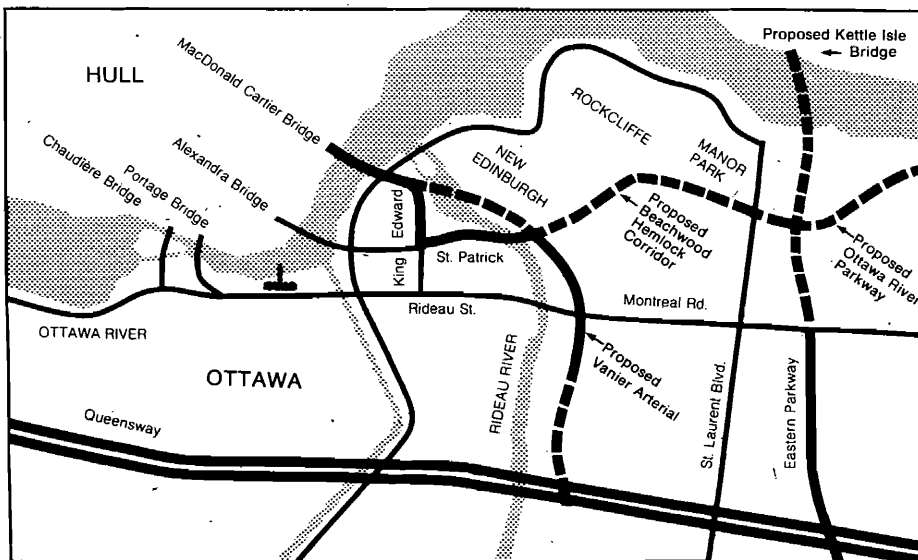 Proposed Kettle Isle
Bridge
HULL
MacDonald Cartier Bridge
ROCKCLIFFE
MANOR
PARK
NEW
EDINBURGH
Alexandra Bridge
Portage Bridge
Chaudière Bridge
Proposed
Beachwood
Hemlock
Corridor
Proposed
Ottawa River
Parkway
King Edward
St. Patrick
Rideau St.
Montreal Rd.
OTTAWA RIVER
OTTAWA
RIDEAU RIVER
Proposed
Vanier Arterial
St. Laurent Blvd.
Eastern Parkway
Queensway